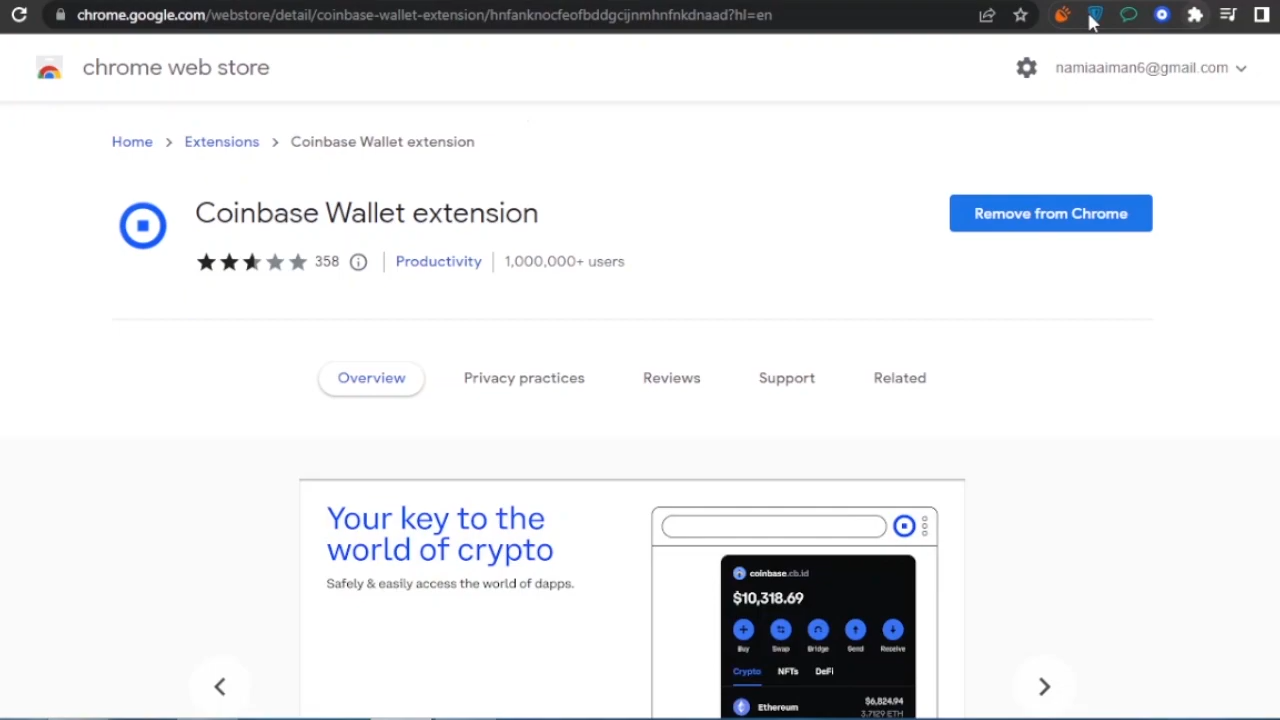 chrome.google.com/webstore/detail/coinbase-wallet-extension/hnfanknocfeofbddgcijnmhnfnkdnaad?hl=en
chrome web store
namiaaiman6@gmail.com
Home > Extensions > Coinbase Wallet extension
Coinbase Wallet extension
Remove from Chrome
358
Productivity
1,000,000+ users
Overview
Privacy practices
Reviews
Support
Related
Your key to the
world of crypto
Safely & easily access the world of dapps.
coinbase.cb.id
$10,318.69
Buy Swap Bridge Send Receive
Crypto NFTs DeFi
Ethereum
$6,824.94
3.7129 ETH